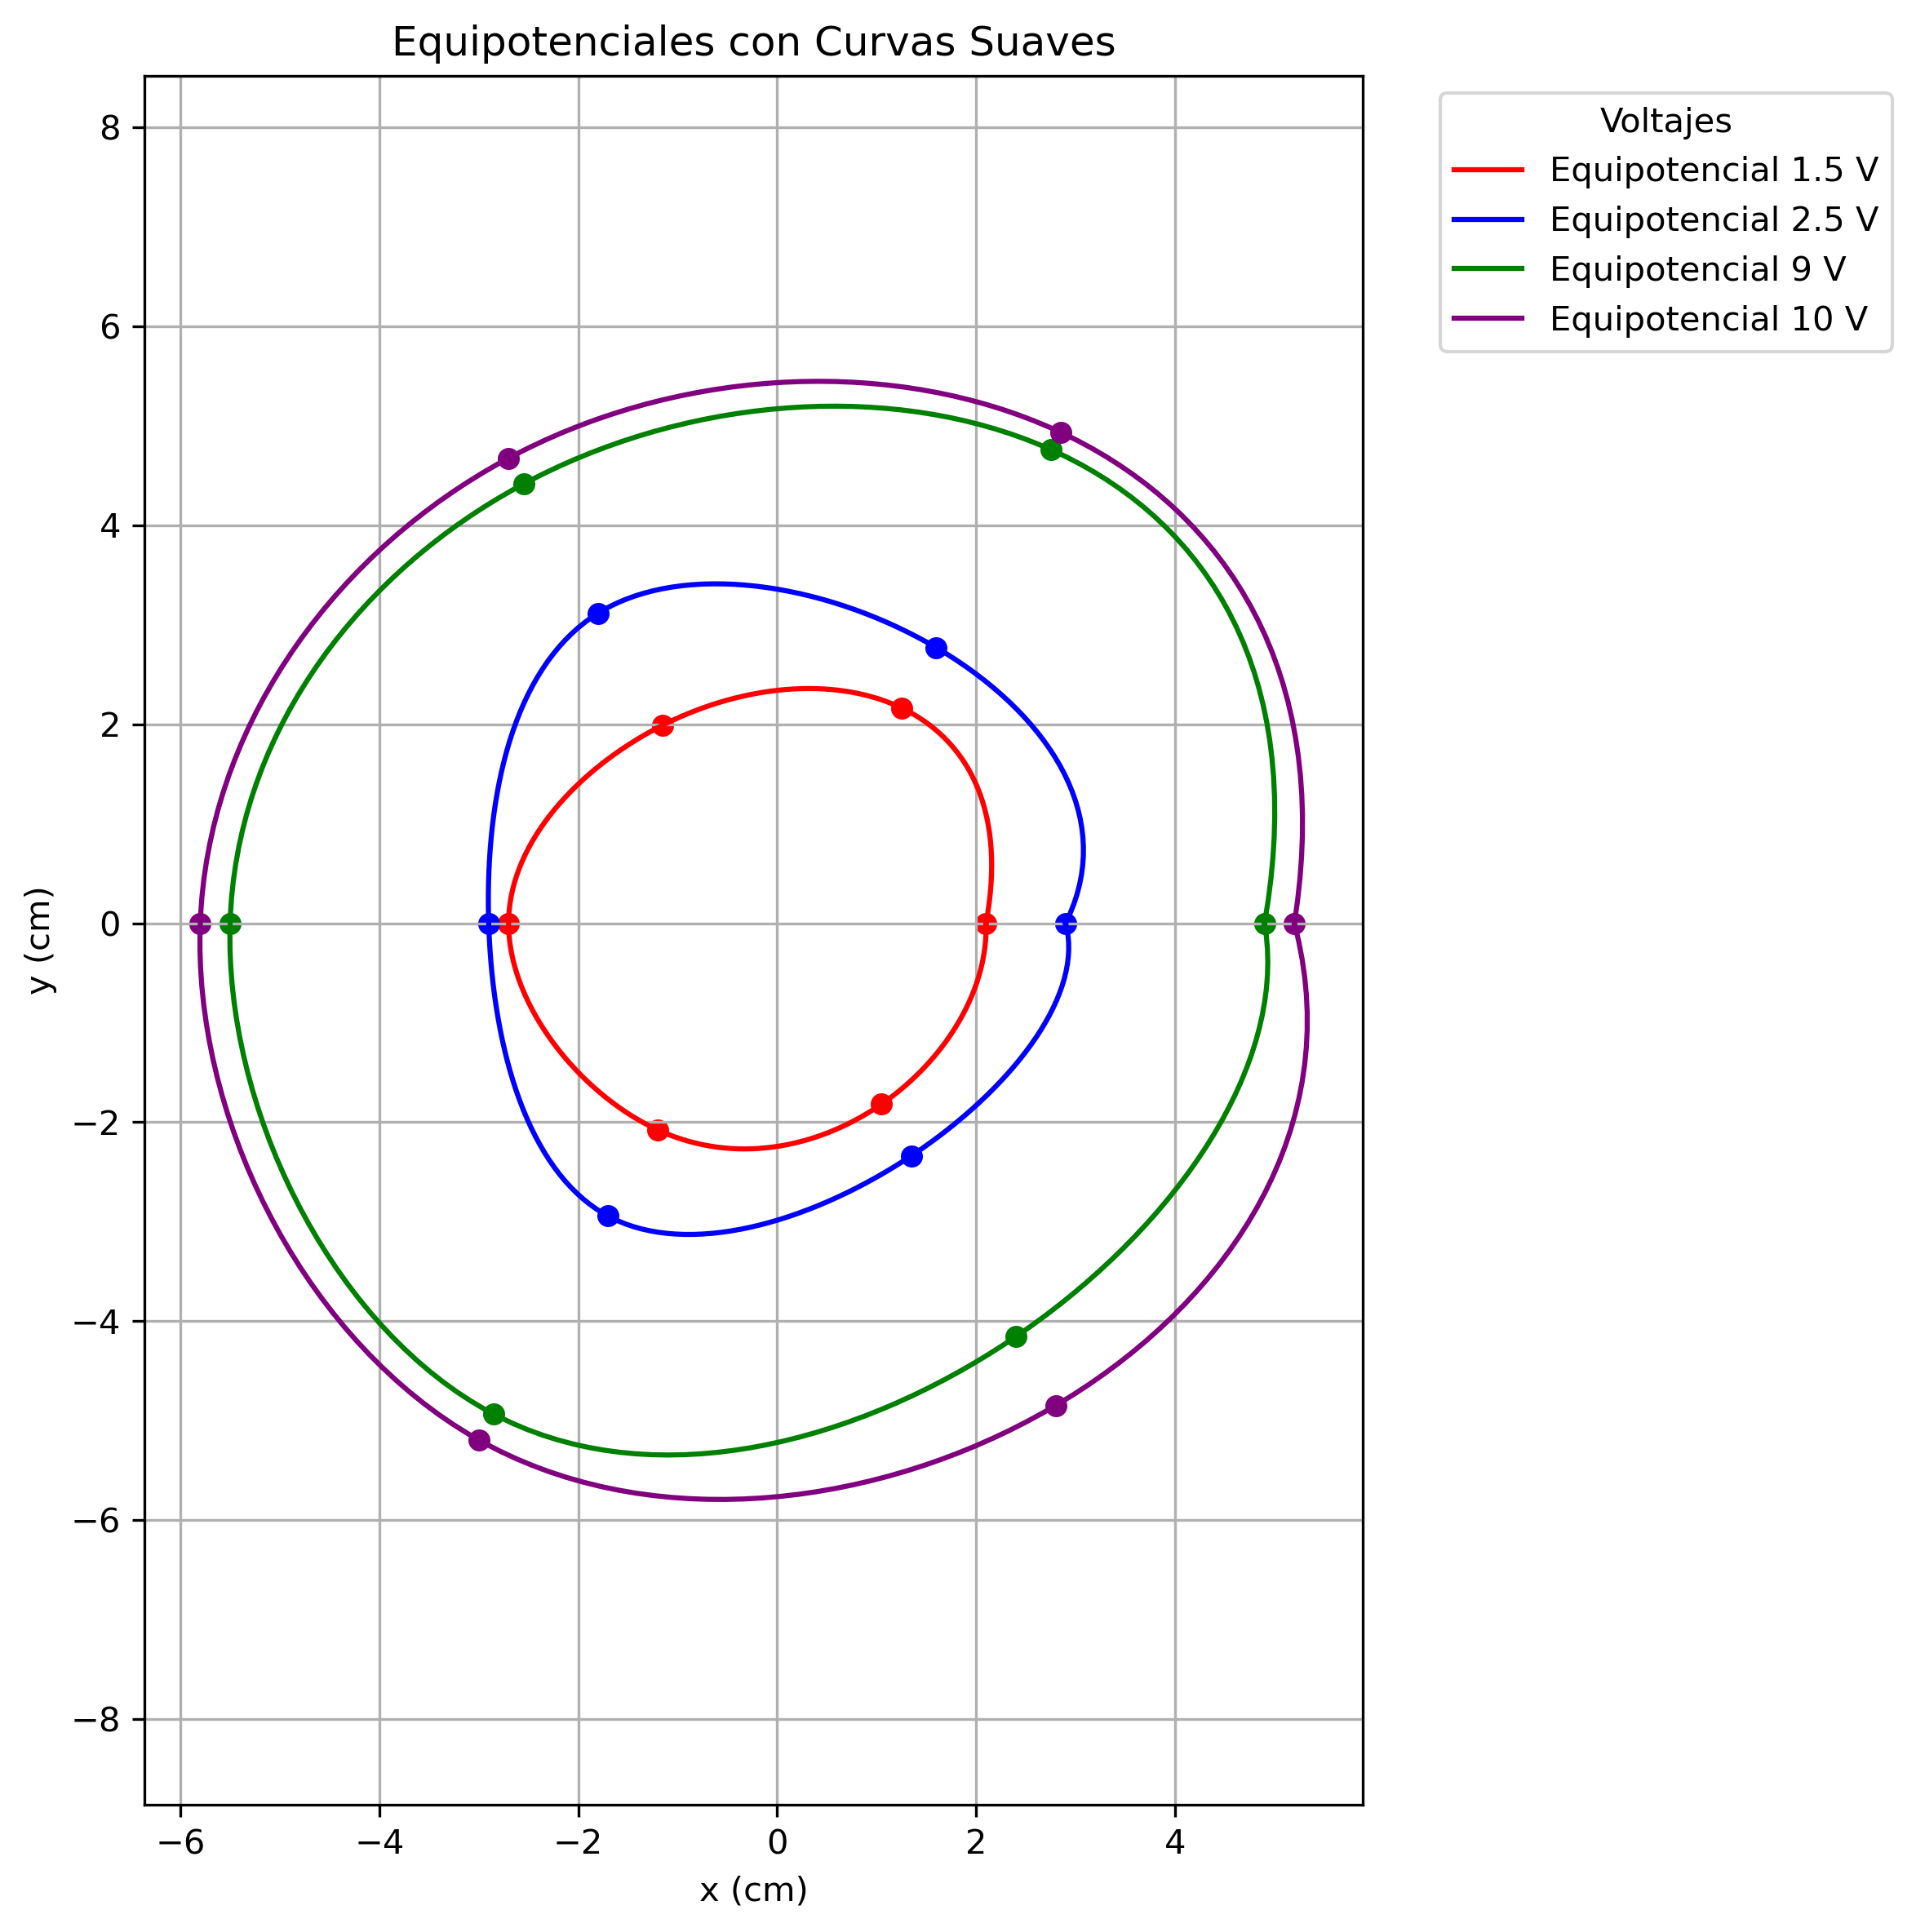 Equipotenciales con Curvas Suaves
Voltajes
Equipotencial 1.5 V
Equipotencial 2.5 V
Equipotencial 9 V
Equipotencial 10 V
8
6
4
2
0
−2
−4
−6
−8
y (cm)
−6 −4 −2 0 2 4
x (cm)